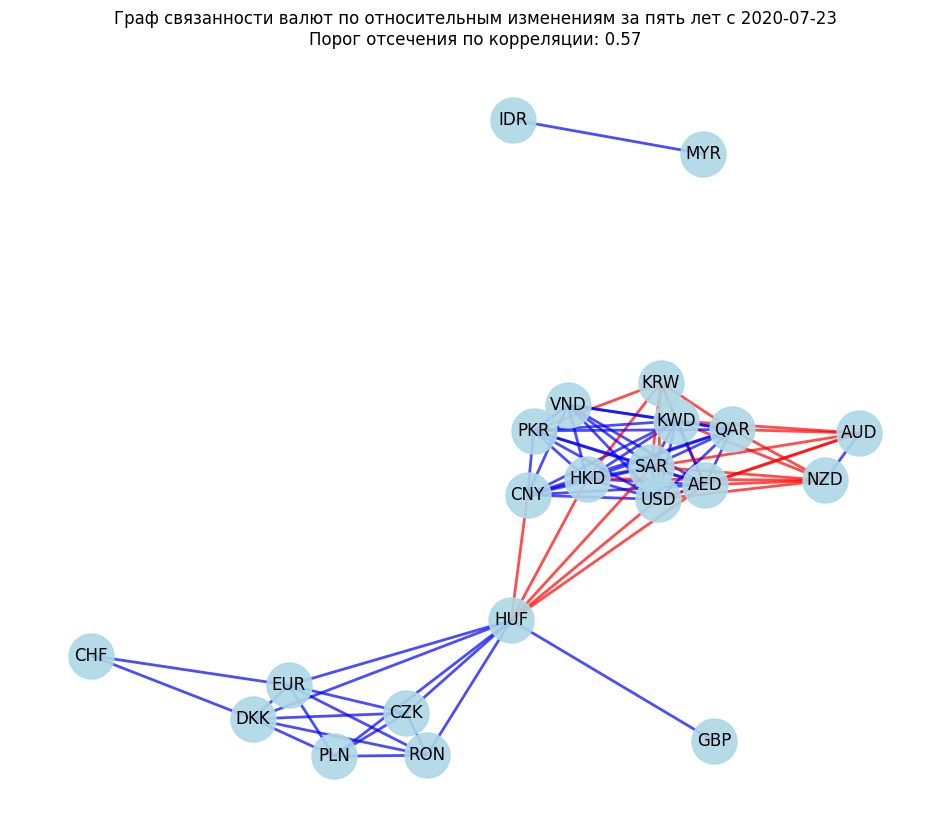 Граф связанности валют по относительным изменениям за пять лет с 2020-07-23
Порог отсечения по корреляции: 0.57
IDR
MYR
KRW
VND
KWD
PKR
QAR
AUD
SAR
HKD
AED
NZD
CNY
USD
HUF
CHF
EUR
DKK
CZK
GBP
PLN
RON